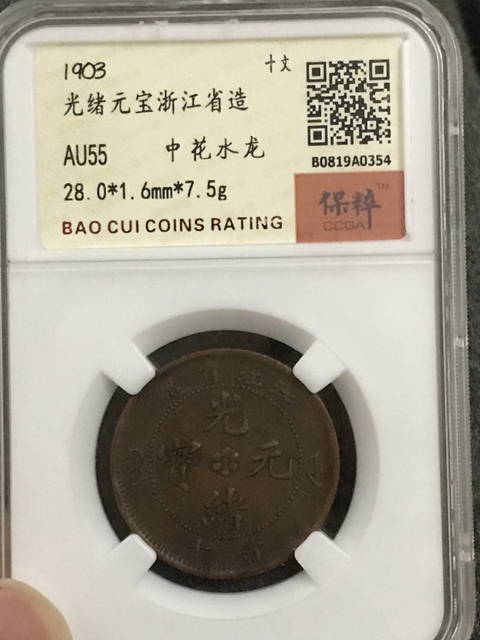 1903
十文
光绪元宝浙江省造
AU55 中花水龙
28.0*1.6mm*7.5g
B0819A0354
BAO CUI COINS RATING
保粹 TM
CCGA
光
寶 元
緒